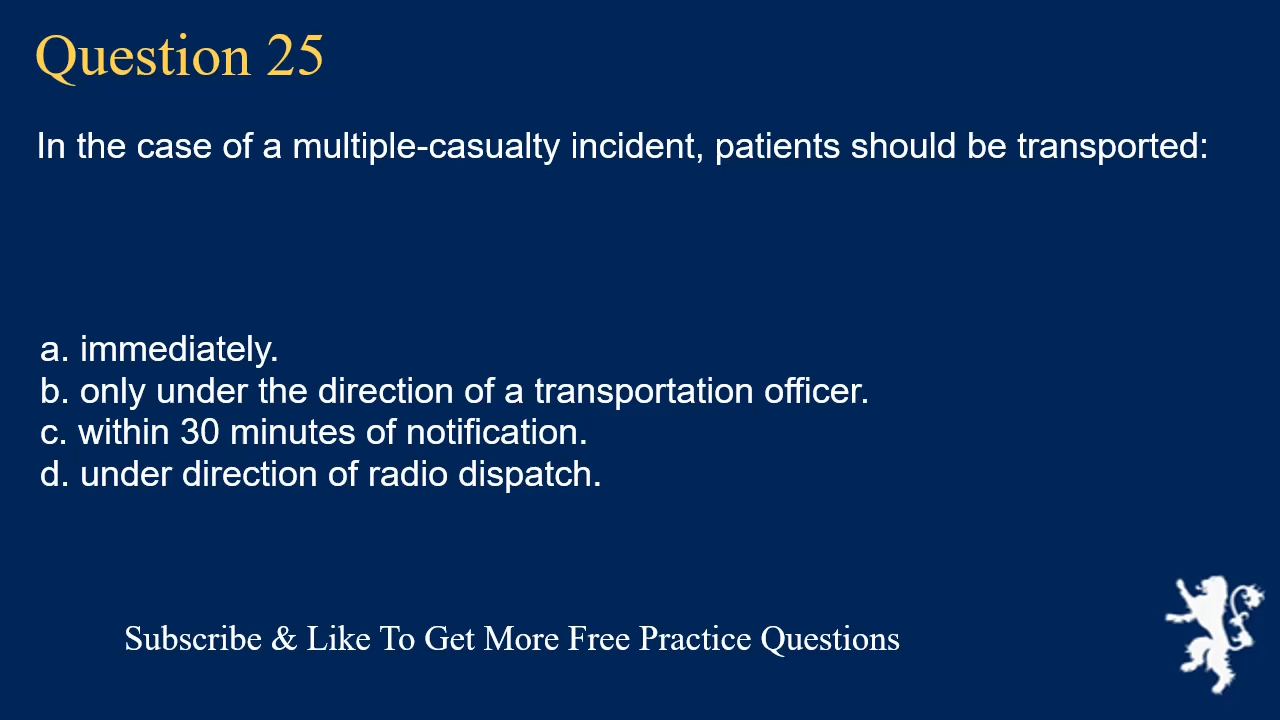 Question 25
In the case of a multiple-casualty incident, patients should be transported:
a. immediately.
b. only under the direction of a transportation officer.
c. within 30 minutes of notification.
d. under direction of radio dispatch.
Subscribe & Like To Get More Free Practice Questions